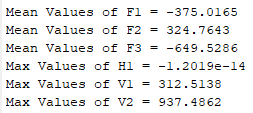 Mean Values of F1 = -375.0165
Mean Values of F2 = 324.7643
Mean Values of F3 = -649.5286
Max Values of H1 = -1.2019e-14
Max Values of V1 = 312.5138
Max Values of V2 = 937.4862